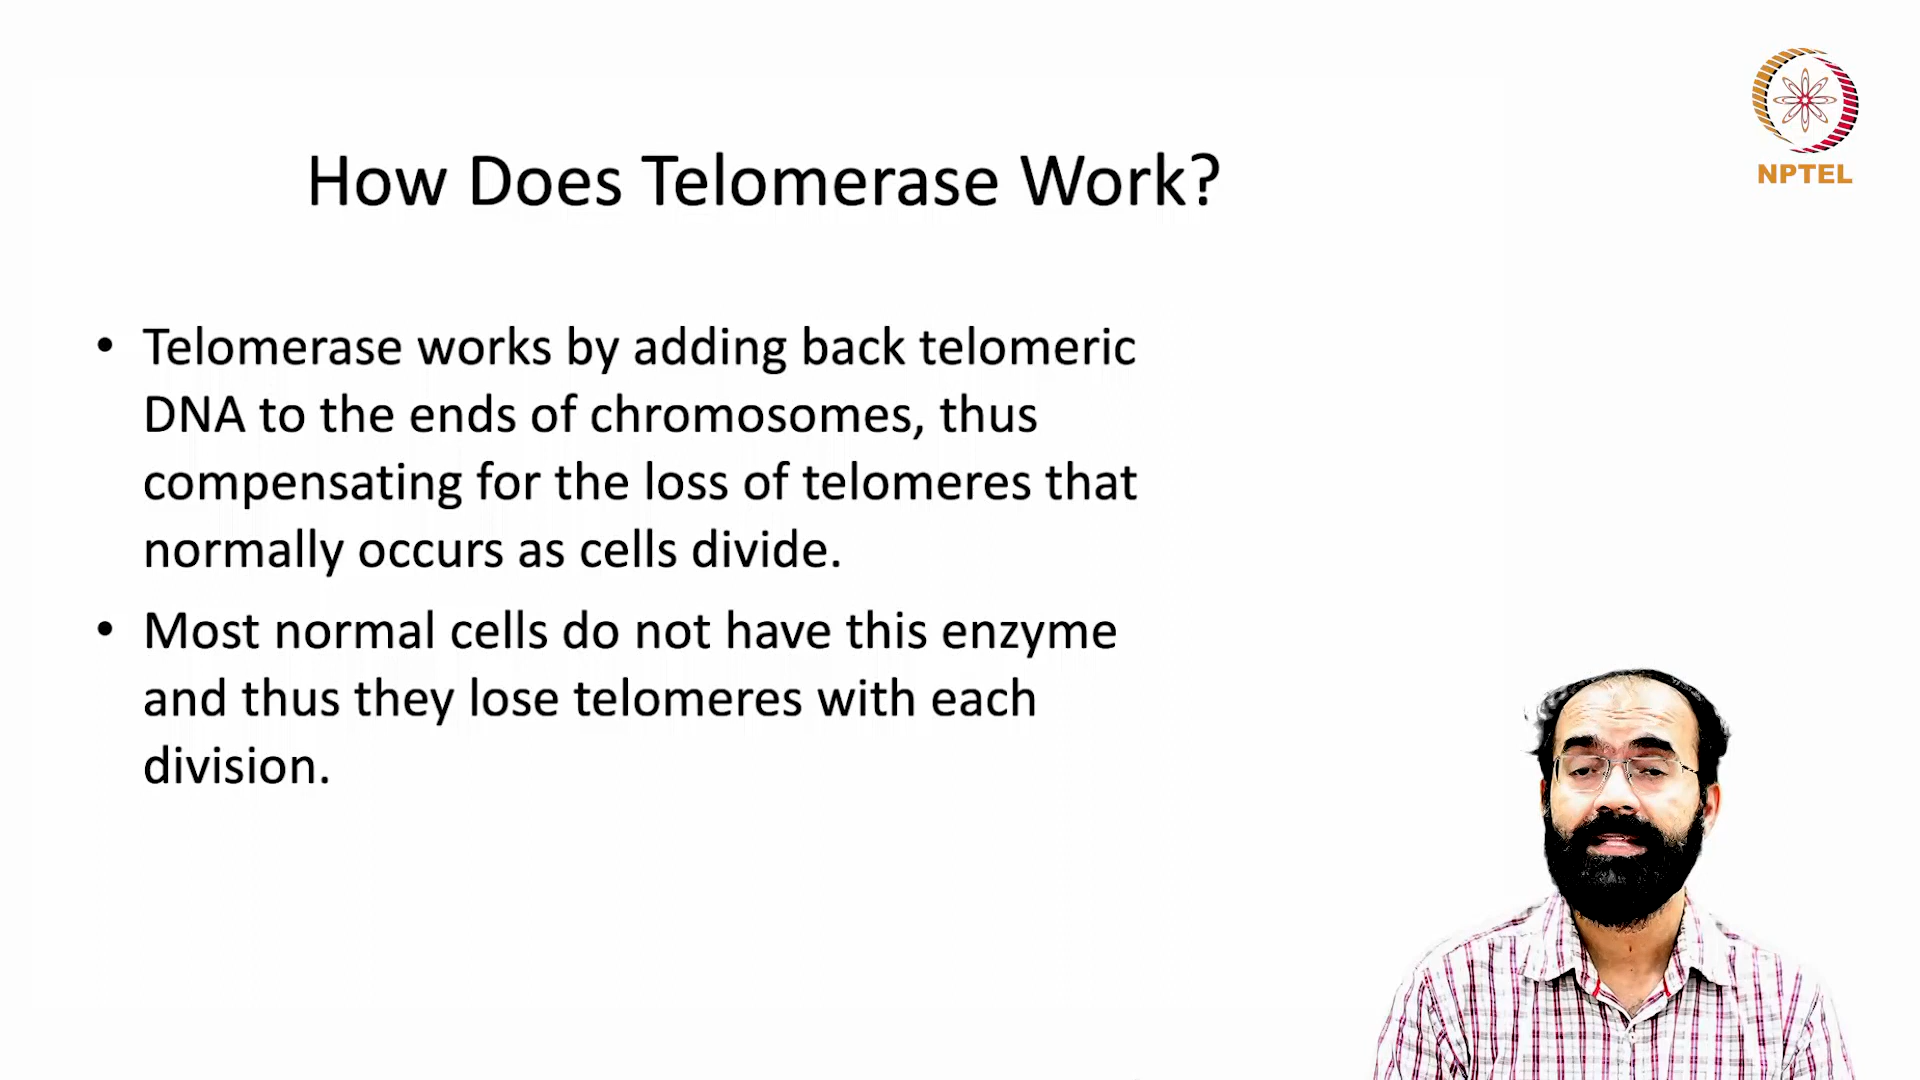 NPTEL
How Does Telomerase Work?
• Telomerase works by adding back telomeric
DNA to the ends of chromosomes, thus
compensating for the loss of telomeres that
normally occurs as cells divide.
• Most normal cells do not have this enzyme
and thus they lose telomeres with each
division.